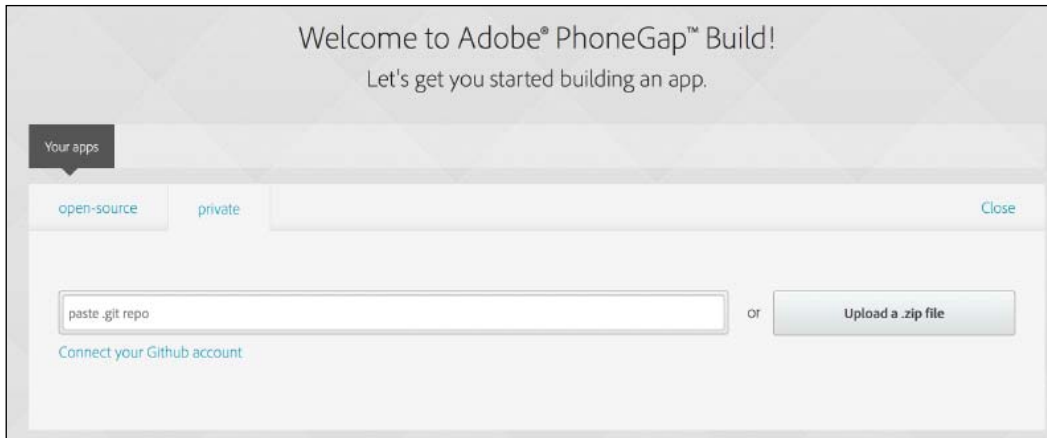 Welcome to Adobe® PhoneGap™ Build!
Let's get you started building an app.
Your apps
open-source
private
Close
paste .git repo
or
Upload a .zip file
Connect your Github account